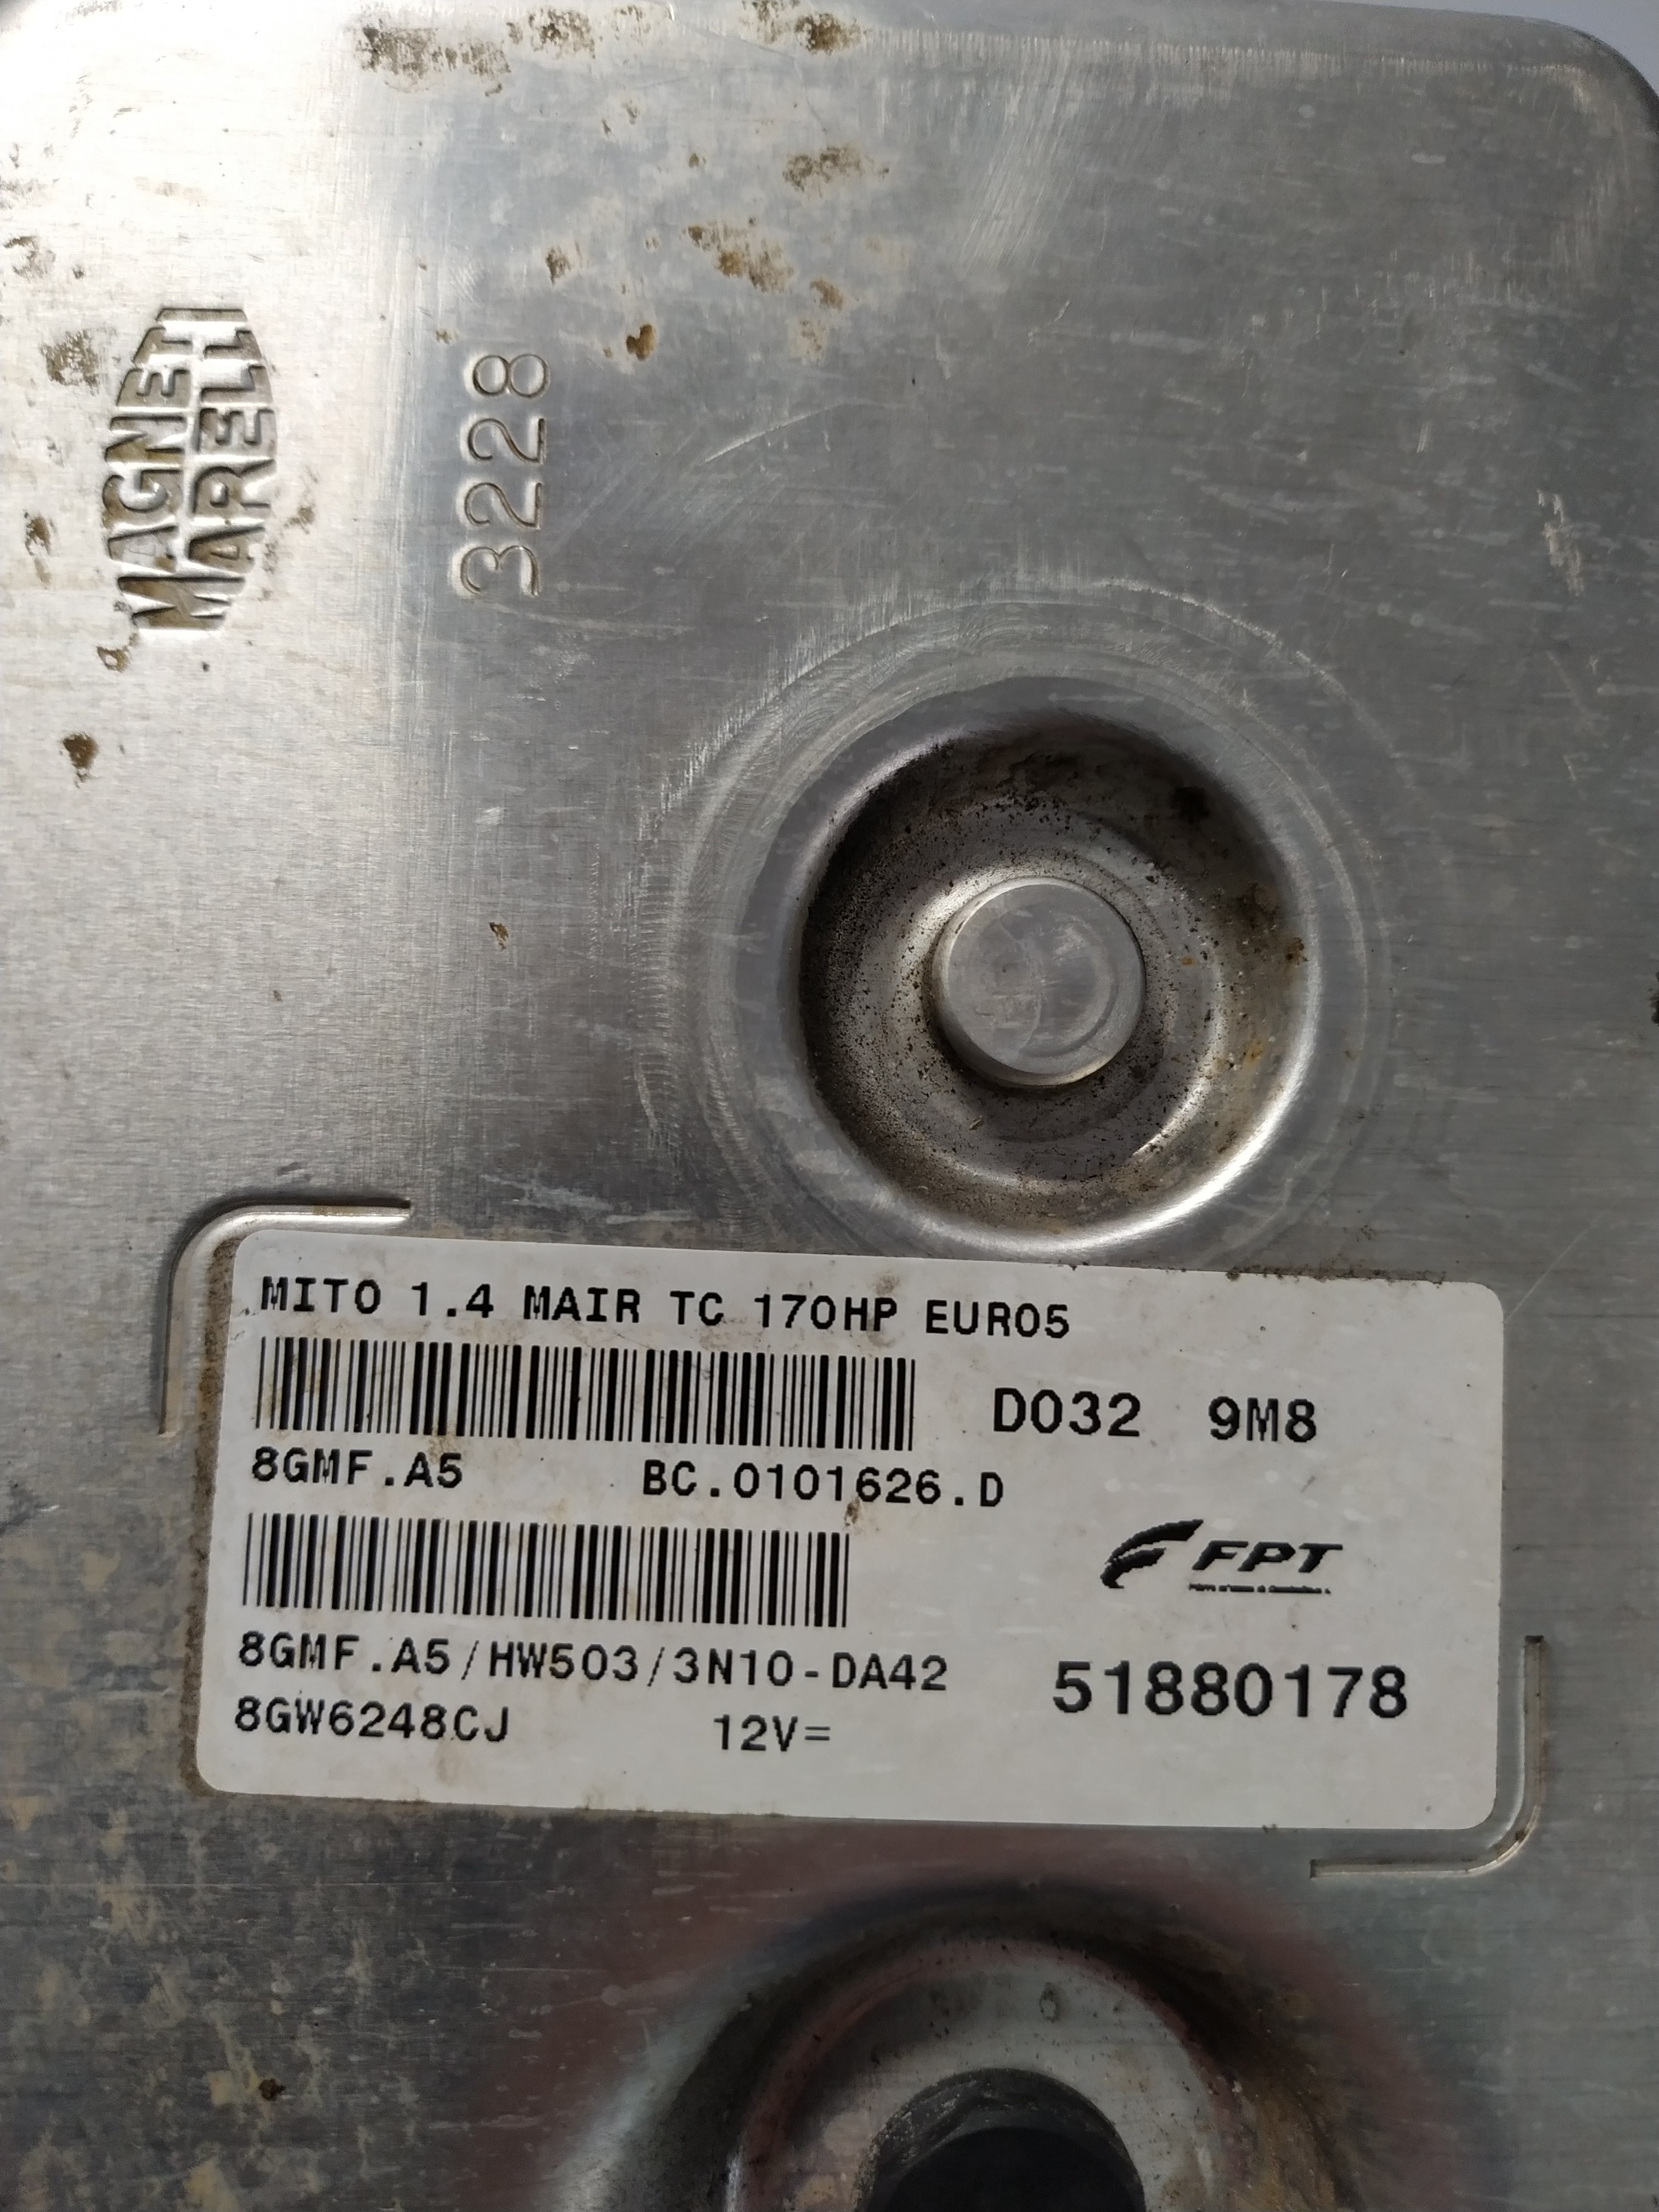 MAGNETI
MARELLI
3228
MITO 1.4 MAIR TC 170HP EURO5
D032 9M8
8GMF.A5 BC.0101626.D
FPT
8GMF.A5/HW503/3N10-DA42
51880178
8GW6248CJ 12V=